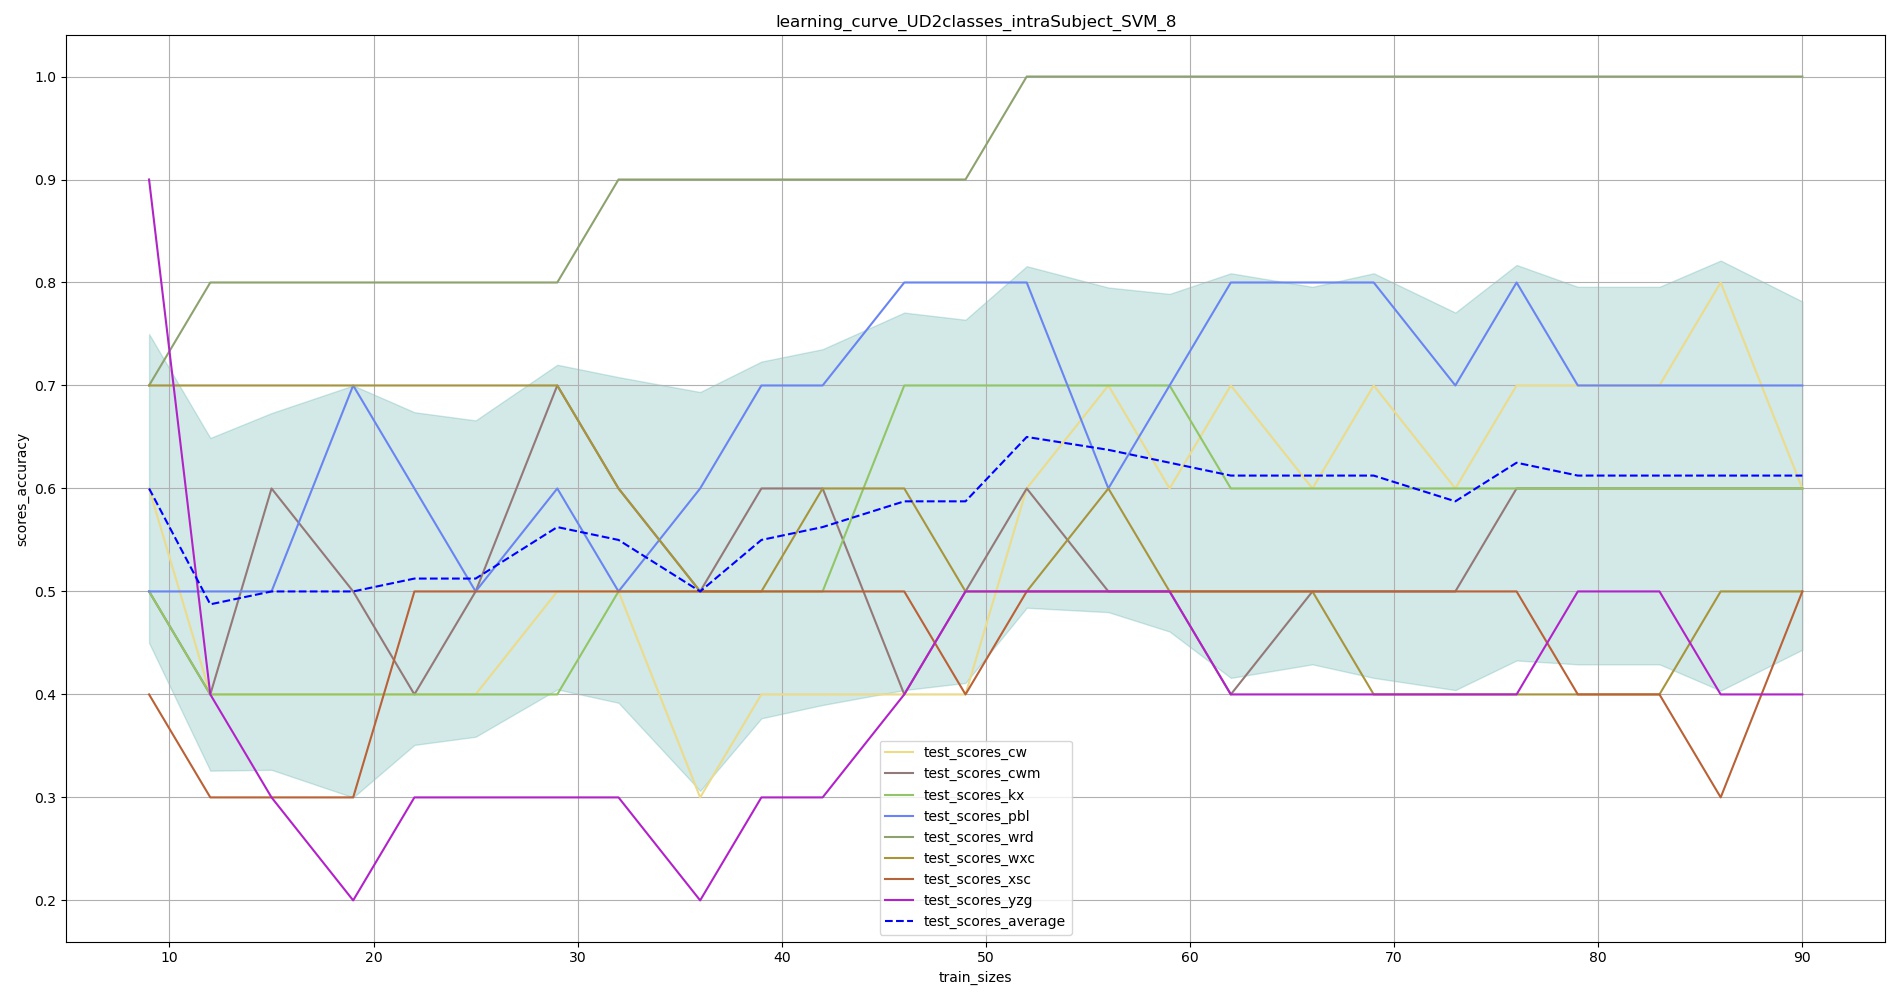 learning_curve_UD2classes_intraSubject_SVM_8
scores_accuracy
1.0
0.9
0.8
0.7
0.6
0.5
0.4
0.3
0.2
test_scores_cw
test_scores_cwm
test_scores_kx
test_scores_pbl
test_scores_wrd
test_scores_wxc
test_scores_xsc
test_scores_yzg
test_scores_average
10 20 30 40 50 60 70 80 90
train_sizes